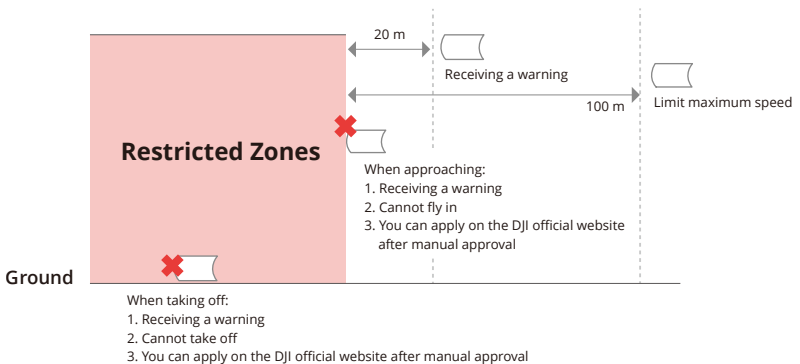 20 m
Receiving a warning
100 m
Limit maximum speed
Restricted Zones
When approaching:
1. Receiving a warning
2. Cannot fly in
3. You can apply on the DJI official website
after manual approval
Ground
When taking off:
1. Receiving a warning
2. Cannot take off
3. You can apply on the DJI official website after manual approval